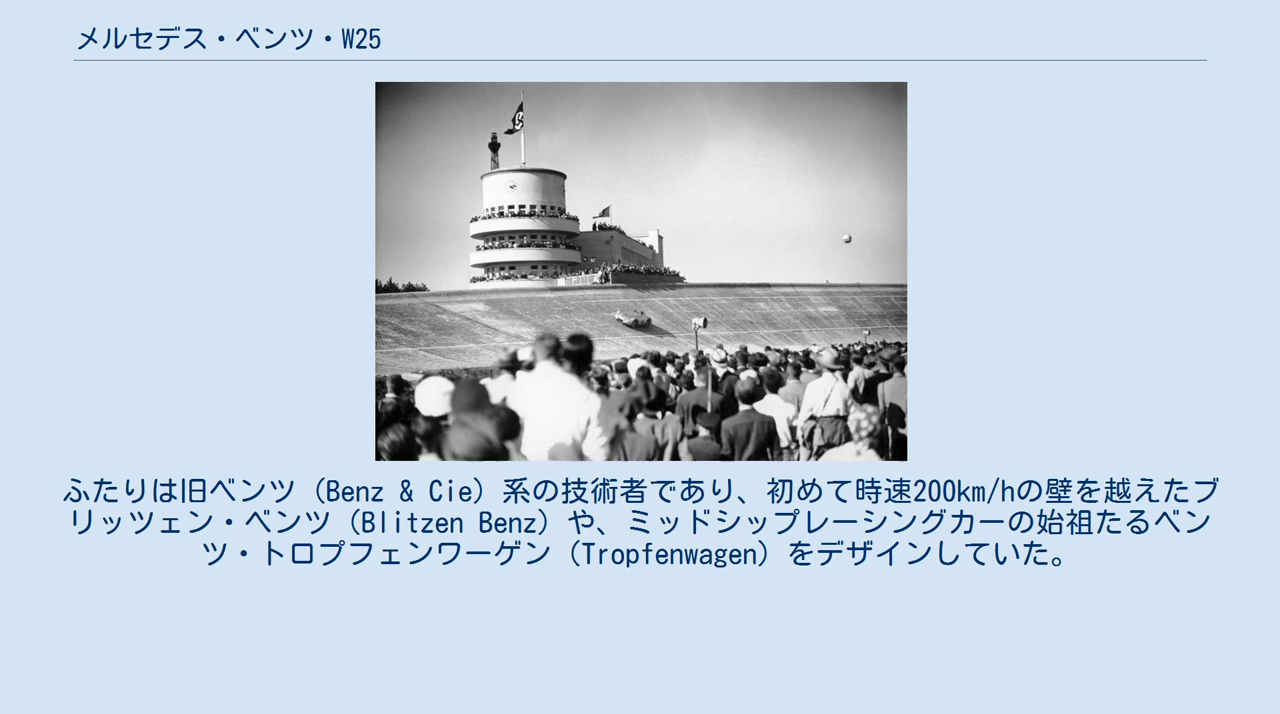 メルセデス・ベンツ・W25
ふたりは旧ベンツ（Benz & Cie）系の技術者であり、初めて時速200km/hの壁を越えたブ
リッツェン・ベンツ（Blitzen Benz）や、ミッドシップレーシングカーの始祖たるベン
ツ・トロプフェンワーゲン（Tropfenwagen）をデザインしていた。